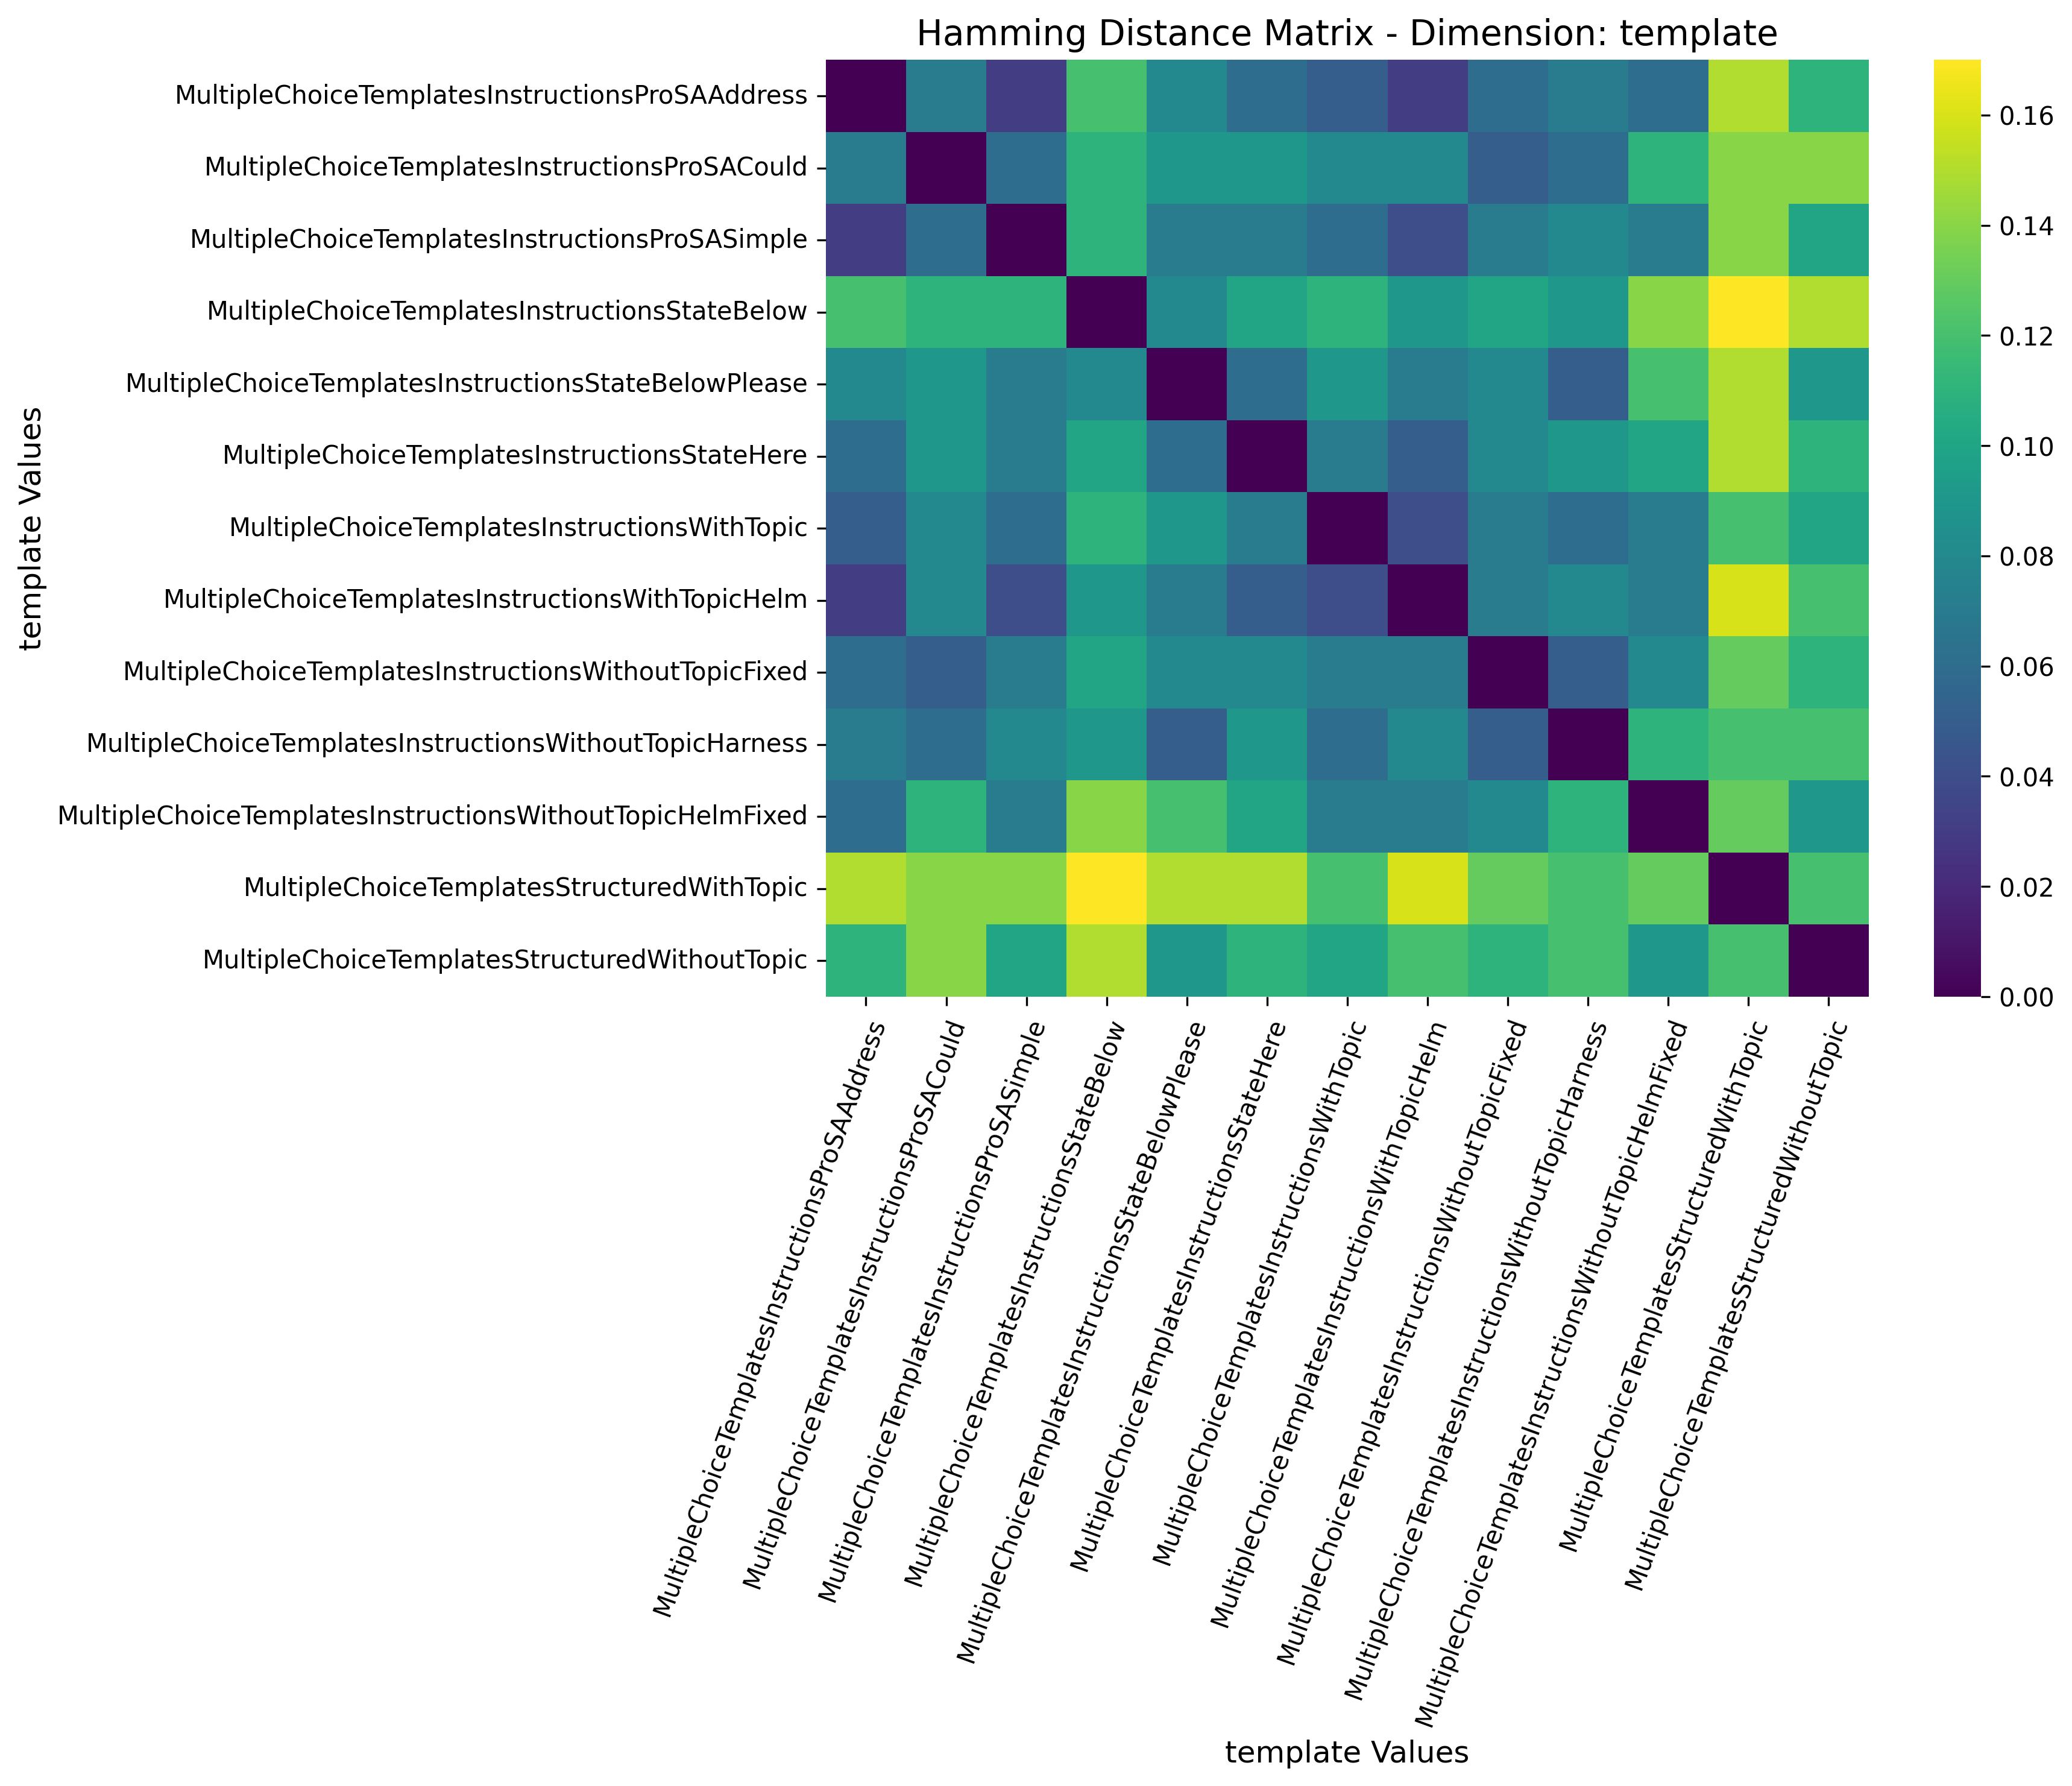 Hamming Distance Matrix - Dimension: template
MultipleChoiceTemplatesInstructionsProSAAddress
MultipleChoiceTemplatesInstructionsProSACould
MultipleChoiceTemplatesInstructionsProSASimple
MultipleChoiceTemplatesInstructionsStateBelow
MultipleChoiceTemplatesInstructionsStateBelowPlease
MultipleChoiceTemplatesInstructionsStateHere
MultipleChoiceTemplatesInstructionsWithTopic
MultipleChoiceTemplatesInstructionsWithTopicHelm
MultipleChoiceTemplatesInstructionsWithoutTopicFixed
MultipleChoiceTemplatesInstructionsWithoutTopicHarness
MultipleChoiceTemplatesInstructionsWithoutTopicHelmFixed
MultipleChoiceTemplatesStructuredWithTopic
MultipleChoiceTemplatesStructuredWithoutTopic
template Values
0.16
0.14
0.12
0.10
0.08
0.06
0.04
0.02
0.00
MultipleChoiceTemplatesInstructionsProSAAddress
MultipleChoiceTemplatesInstructionsProSACould
MultipleChoiceTemplatesInstructionsProSASimple
MultipleChoiceTemplatesInstructionsStateBelow
MultipleChoiceTemplatesInstructionsStateBelowPlease
MultipleChoiceTemplatesInstructionsStateHere
MultipleChoiceTemplatesInstructionsWithTopic
MultipleChoiceTemplatesInstructionsWithTopicHelm
MultipleChoiceTemplatesInstructionsWithoutTopicFixed
MultipleChoiceTemplatesInstructionsWithoutTopicHarness
MultipleChoiceTemplatesInstructionsWithoutTopicHelmFixed
MultipleChoiceTemplatesStructuredWithTopic
MultipleChoiceTemplatesStructuredWithoutTopic
template Values